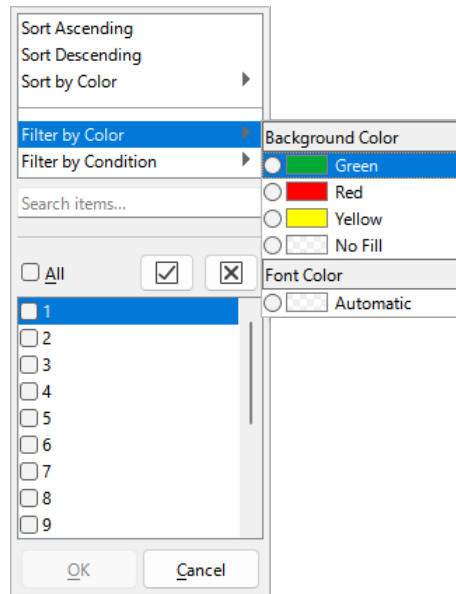 Sort Ascending
Sort Descending
Sort by Color
Filter by Color
Filter by Condition
Search items...
All
1
2
3
4
5
6
7
8
9
OK
Cancel
Background Color
Green
Red
Yellow
No Fill
Font Color
Automatic